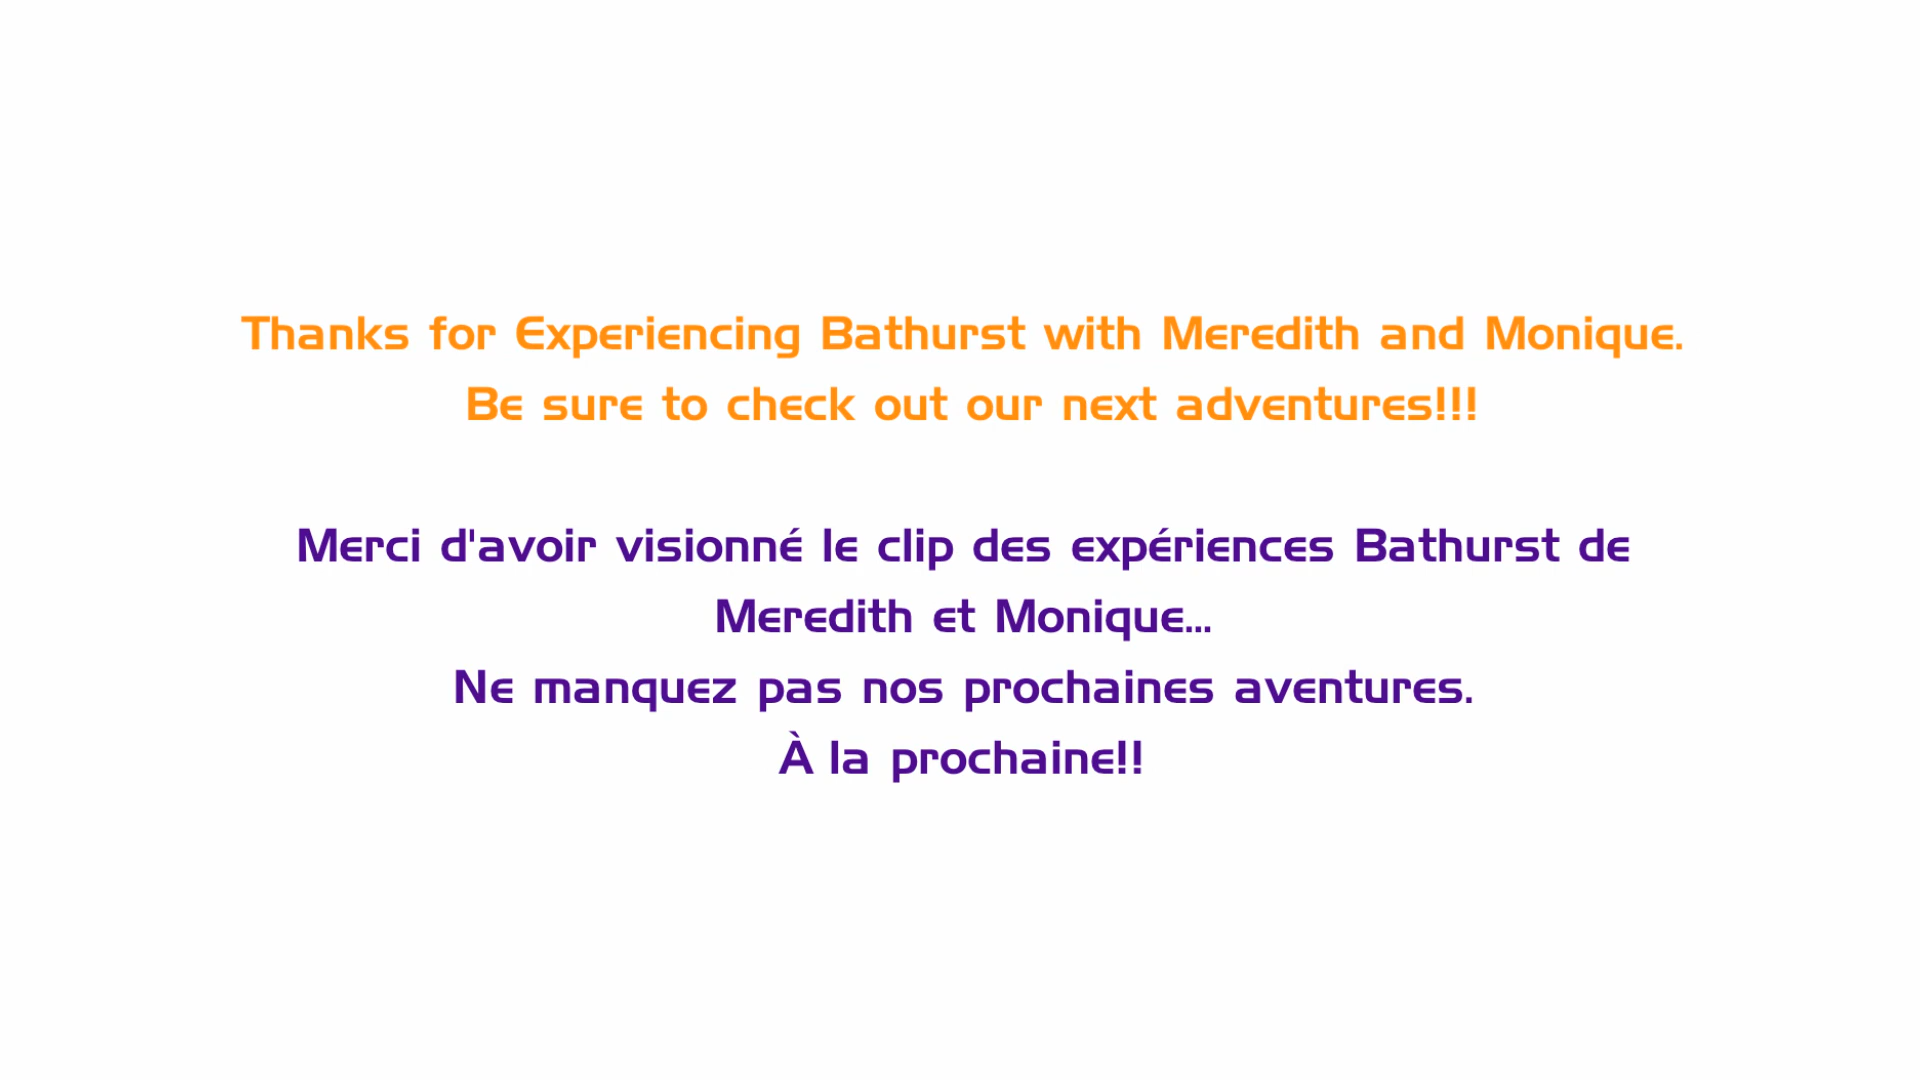 Thanks for Experiencing Bathurst with Meredith and Monique.
Be sure to check out our next adventures!!!
Merci d'avoir visionné le clip des expériences Bathurst de
Meredith et Monique...
Ne manquez pas nos prochaines aventures.
À la prochaine!!